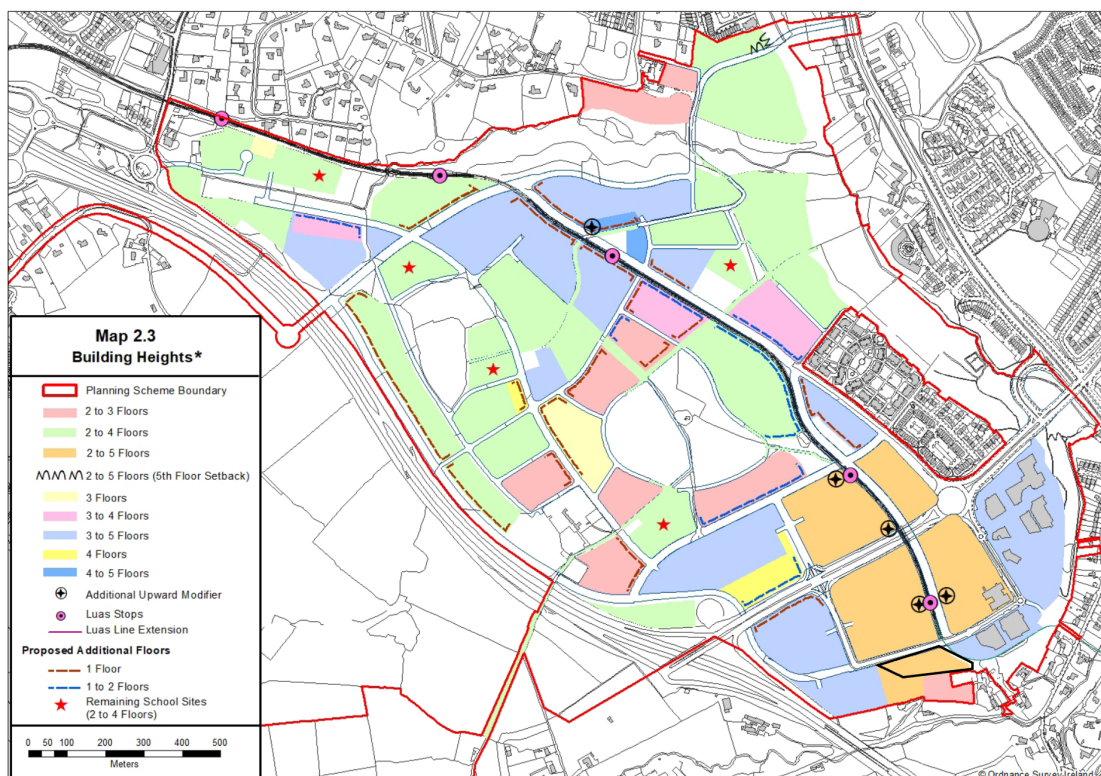 Map 2.3
Building Heights*
Planning Scheme Boundary
2 to 3 Floors
2 to 4 Floors
2 to 5 Floors
2 to 5 Floors (5th Floor Setback)
3 Floors
3 to 4 Floors
3 to 5 Floors
4 Floors
4 to 5 Floors
Additional Upward Modifier
Luas Stops
Luas Line Extension
Proposed Additional Floors
1 Floor
1 to 2 Floors
Remaining School Sites
(2 to 4 Floors)
0 50 100 200 300 400 500
Meters
© Ordnance Survey Ireland